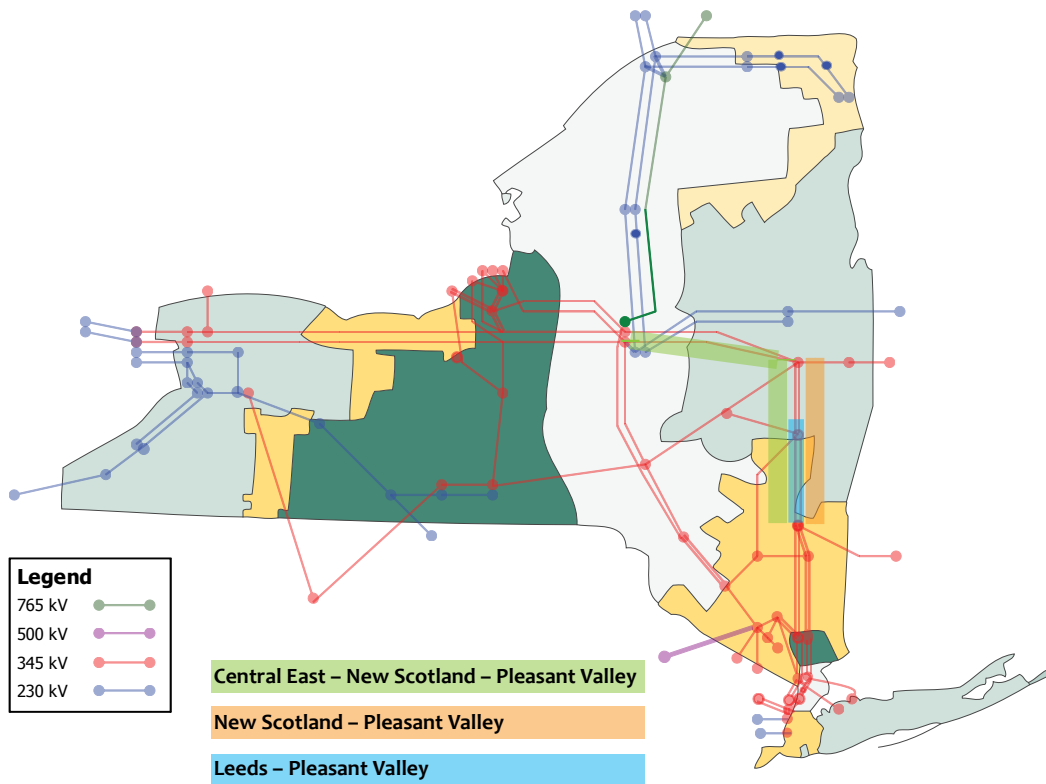 Legend
765 kV
500 kV
345 kV
230 kV
Central East – New Scotland – Pleasant Valley
New Scotland – Pleasant Valley
Leeds – Pleasant Valley